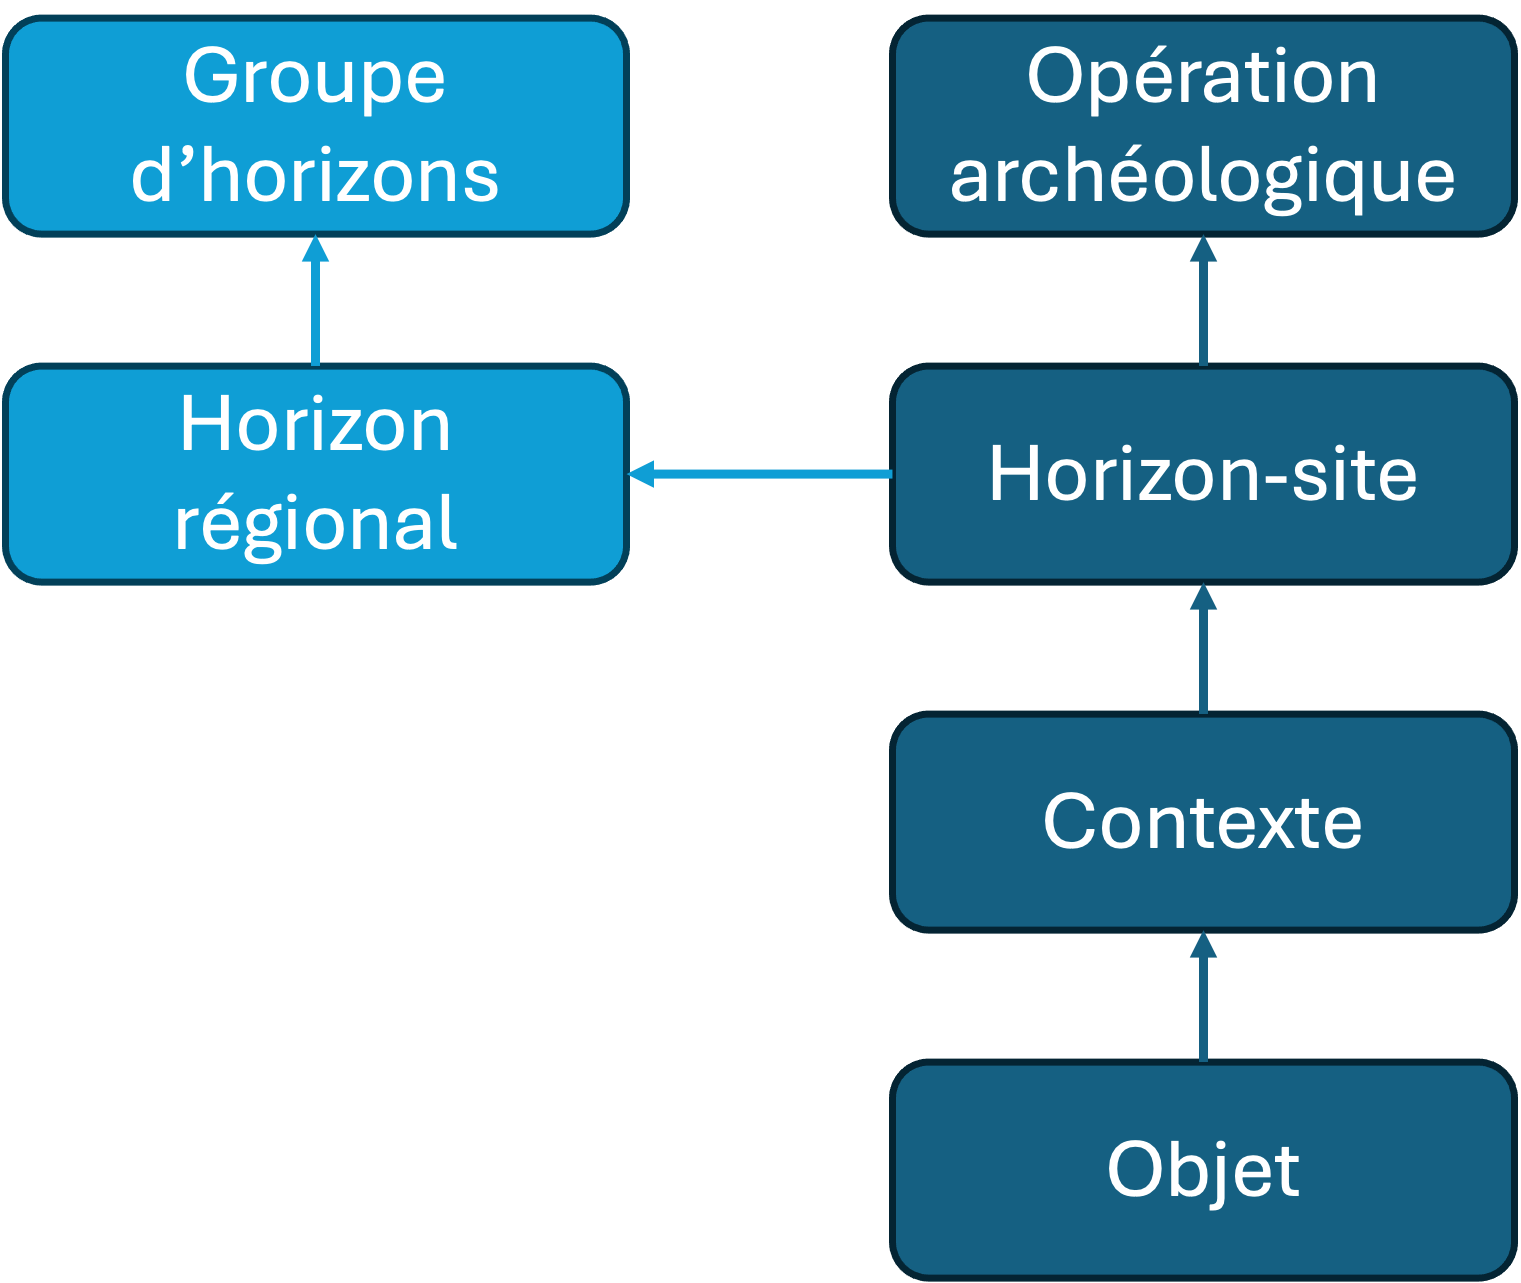 Groupe
d’horizons
Opération
archéologique
Horizon
régional
Horizon-site
Contexte
Objet